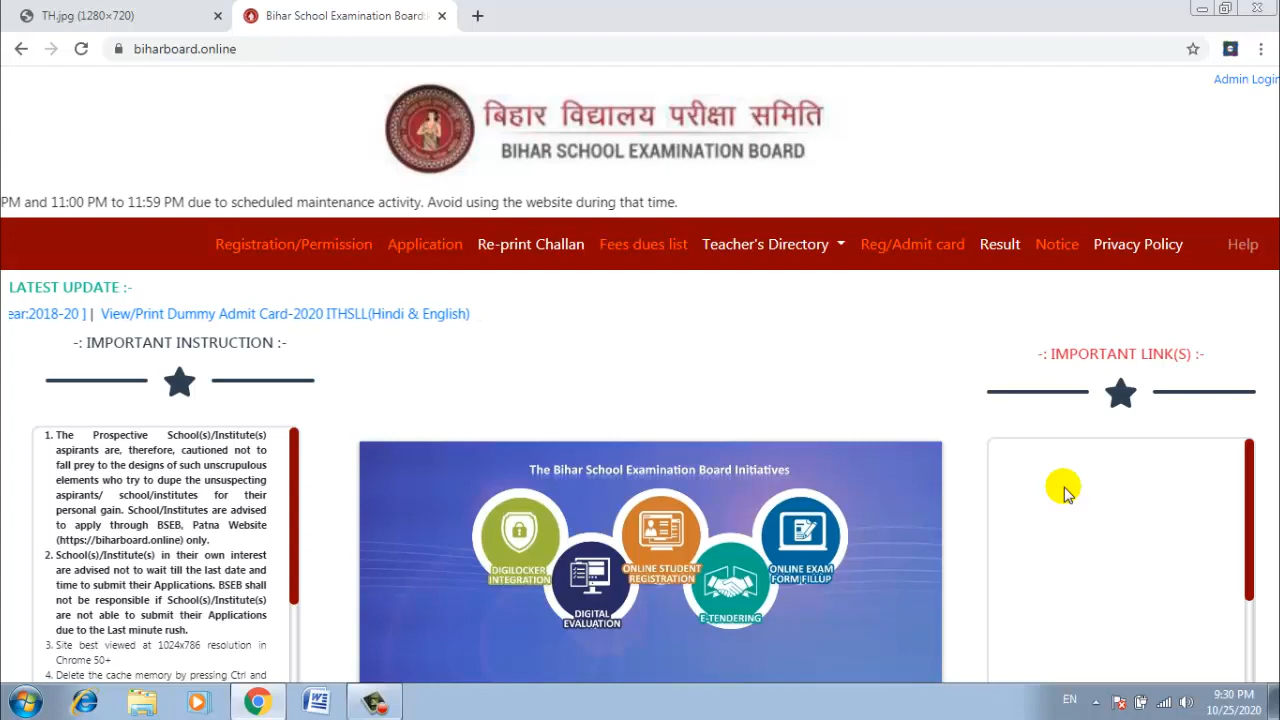 TH.jpg (1280×720)
Bihar School Examination Board:
biharboard.online
Admin Login
बिहार विद्यालय परीक्षा समिति
BIHAR SCHOOL EXAMINATION BOARD
PM and 11:00 PM to 11:59 PM due to scheduled maintenance activity. Avoid using the website during that time.
Registration/Permission Application Re-print Challan Fees dues list Teacher's Directory Reg/Admit card Result Notice Privacy Policy Help
LATEST UPDATE :-
ear:2018-20 ] | View/Print Dummy Admit Card-2020 ITHSLL(Hindi & English)
-: IMPORTANT INSTRUCTION :-
1. The Prospective School(s)/Institute(s)
aspirants are, therefore, cautioned not to
fall prey to the designs of such unscrupulous
elements who try to dupe the unsuspecting
aspirants/ school/institutes for their
personal gain. School/Institutes are advised
to apply through BSEB, Patna Website
(https://biharboard.online) only.
2. School(s)/Institute(s) in their own interest
are advised not to wait till the last date and
time to submit their Applications. BSEB shall
not be responsible if School(s)/Institute(s)
are not able to submit their Applications
due to the Last minute rush.
3. Site best viewed at 1024x786 resolution in
Chrome 50+
4. Delete the cache memory by pressing Ctrl and
The Bihar School Examination Board Initiatives
DIGILOCKER
INTEGRATION
DIGITAL
EVALUATION
ONLINE STUDENT
REGISTRATION
E-TENDERING
ONLINE EXAM
FORM FILLUP
-: IMPORTANT LINK(S) :-
EN
9:30 PM
10/25/2020